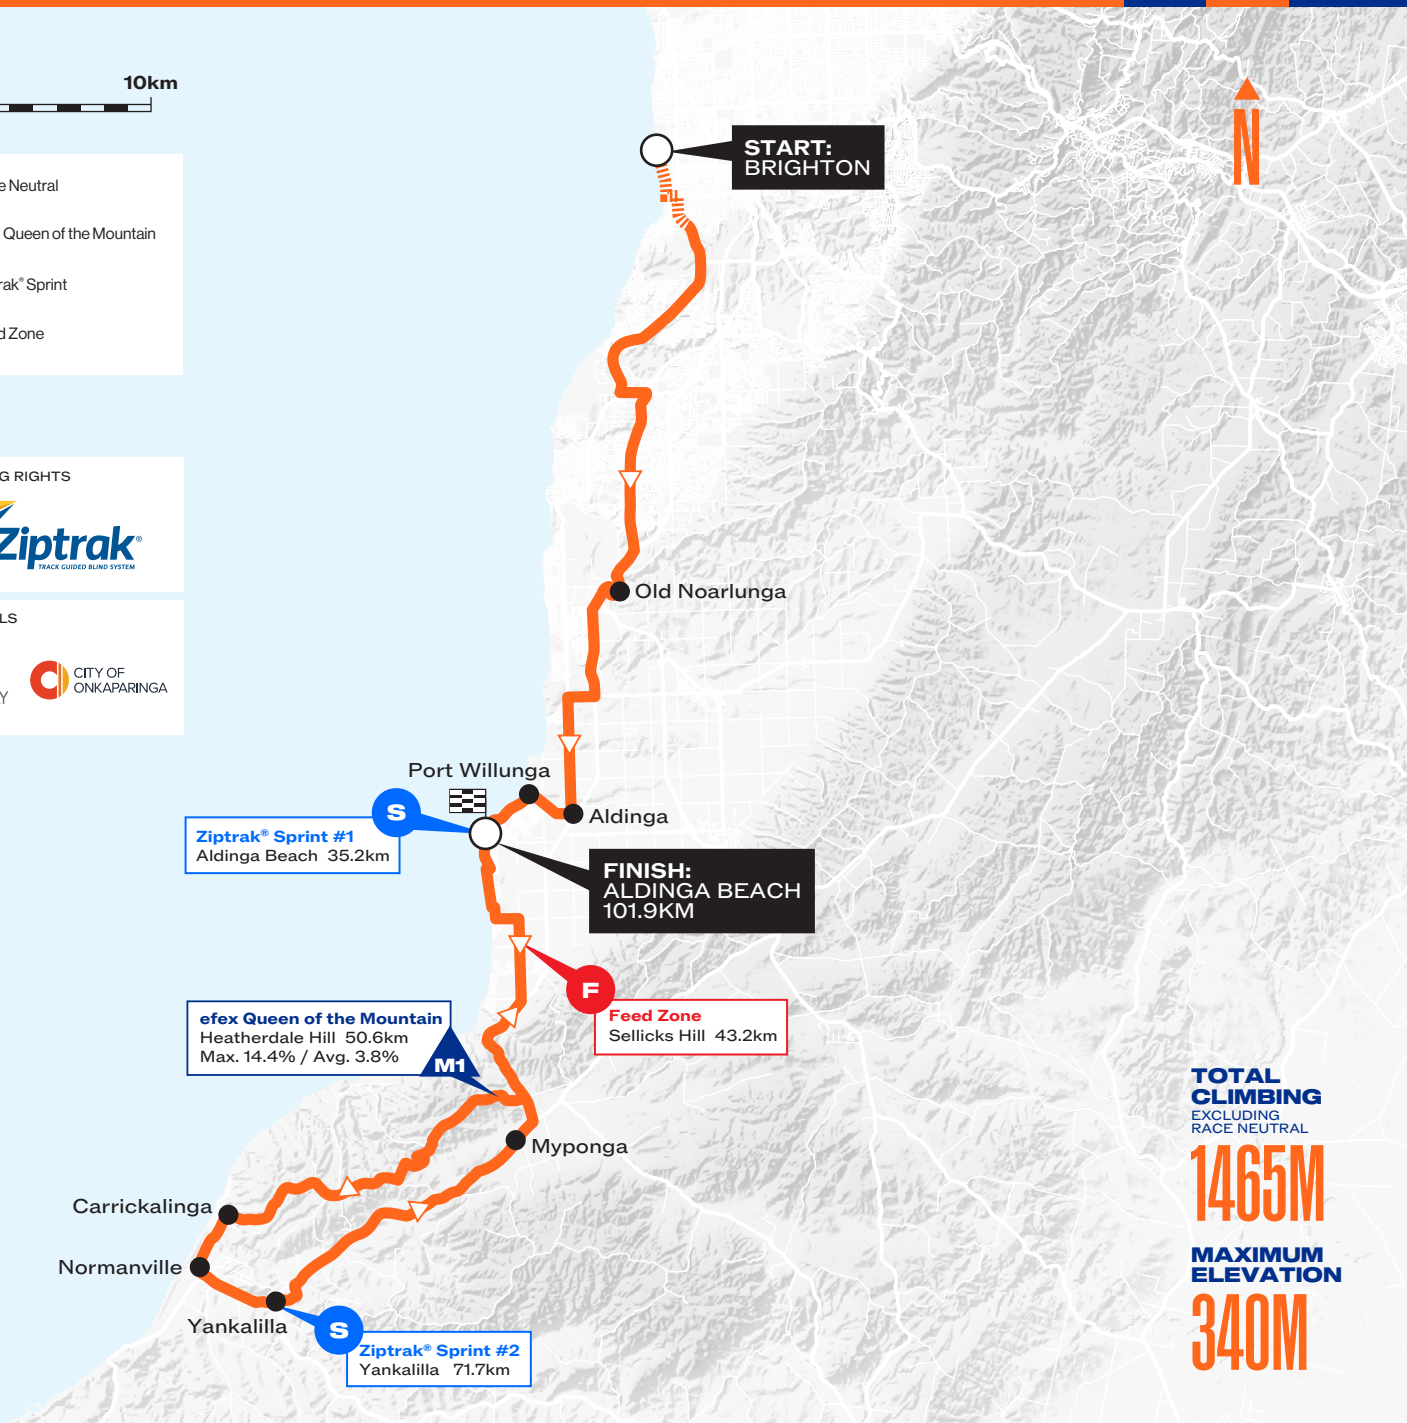 10km
Neutral
Queen of the Mountain
Sprint
Zone
RIGHTS
Ziptrak®
TRACK GUIDED BLIND SYSTEM
CITY OF
ONKAPARINGA
N
START:
BRIGHTON
Old Noarlunga
Port Willunga
Aldinga
S
Ziptrak® Sprint #1
Aldinga Beach 35.2km
FINISH:
ALDINGA BEACH
101.9KM
F
Feed Zone
Sellicks Hill 43.2km
efex Queen of the Mountain
Heatherdale Hill 50.6km
Max. 14.4% / Avg. 3.8%
M1
Myponga
Carrickalinga
Normanville
Yankalilla
S
Ziptrak® Sprint #2
Yankalilla 71.7km
TOTAL
CLIMBING
EXCLUDING
RACE NEUTRAL
1465M
MAXIMUM
ELEVATION
340M